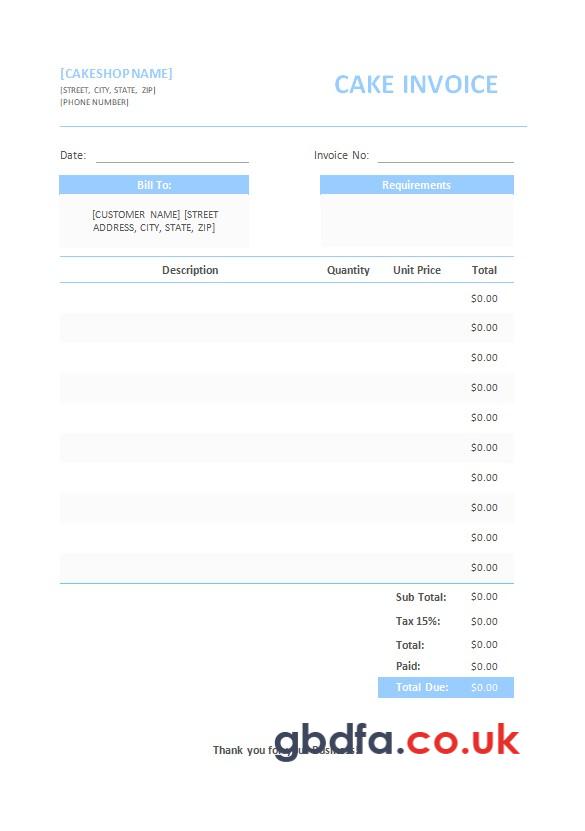 [CAKESHOP NAME]
CAKE INVOICE
[STREET, CITY, STATE, ZIP]
[PHONE NUMBER]
Date:
Invoice No:
Bill To:
Requirements
[CUSTOMER NAME] [STREET
ADDRESS, CITY, STATE, ZIP]
Description Quantity Unit Price Total
$0.00
$0.00
$0.00
$0.00
$0.00
$0.00
$0.00
$0.00
$0.00
$0.00
Sub Total: $0.00
Tax 15%: $0.00
Total: $0.00
Paid: $0.00
Total Due: $0.00
gbdfa.co.uk
Thank you for